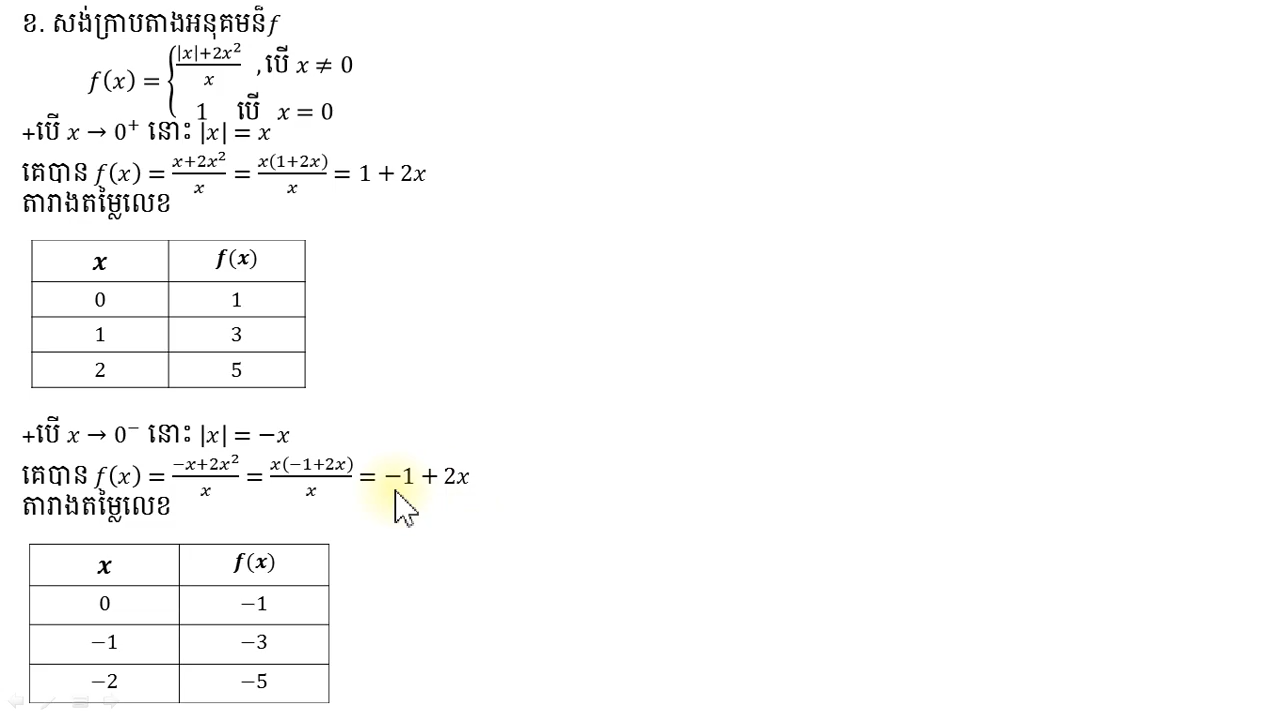 ខ. សង់ក្រាបតាងអនុគមន៍ f
f(x) = { (|x|+2x²)/x , បើ x ≠ 0
1 បើ x = 0
+បើ x → 0⁺ នោះ |x| = x
គេបាន f(x) = (x+2x²)/x = x(1+2x)/x = 1 + 2x
តារាងតម្លៃលេខ
x f(x)
0 1
1 3
2 5
+បើ x → 0⁻ នោះ |x| = −x
គេបាន f(x) = (−x+2x²)/x = x(−1+2x)/x = −1 + 2x
តារាងតម្លៃលេខ
x f(x)
0 −1
−1 −3
−2 −5